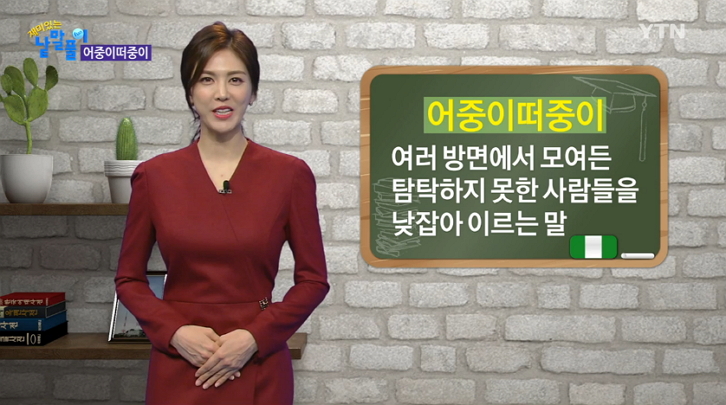 재미있는
낱말풀이
어중이떠중이
YTN
어중이떠중이
여러 방면에서 모여든
탐탁하지 못한 사람들을
낮잡아 이르는 말